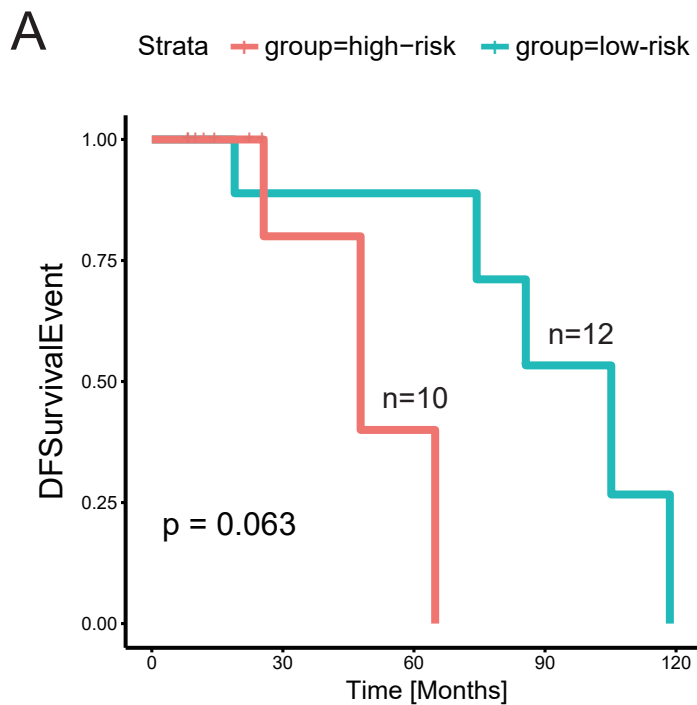 A
Strata group=high−risk group=low-risk
DFSurvivalEvent
1.00
0.75
0.50
0.25
0.00
n=12
n=10
p = 0.063
0 30 60 90 120
Time [Months]